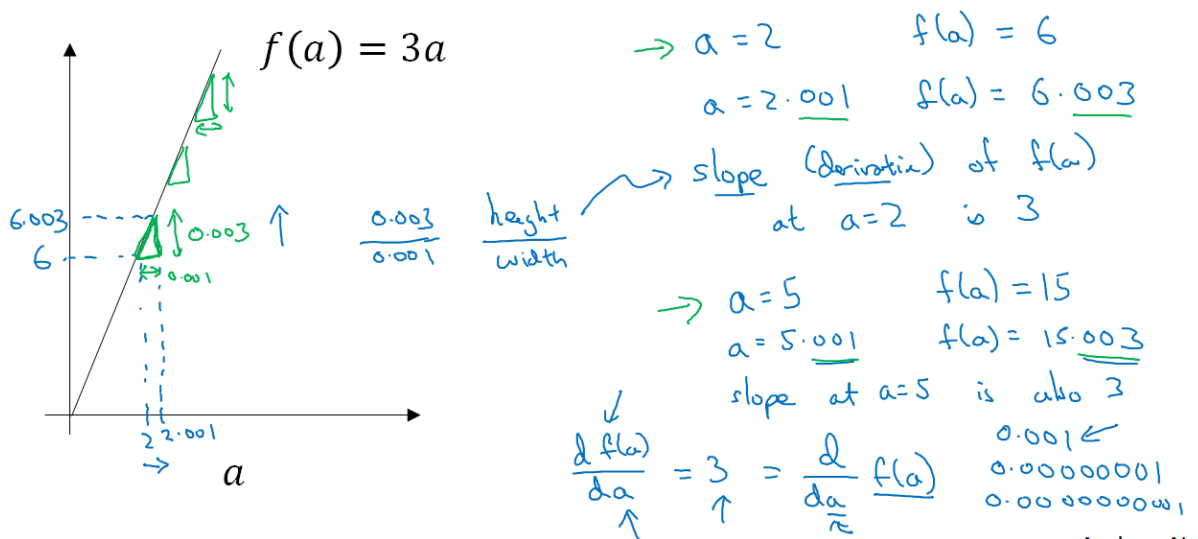 f(a) = 3a
6.003
6
0.003
0.001
2 2.001
a
0.003 / 0.001 height / width
→ a = 2 f(a) = 6
a = 2.001 f(a) = 6.003
slope (derivative) of f(a)
at a=2 is 3
→ a = 5 f(a) = 15
a = 5.001 f(a) = 15.003
slope at a=5 is also 3
d f(a) / da = 3 = d / da f(a)
0.001 ←
0.00000001
0.0000000001